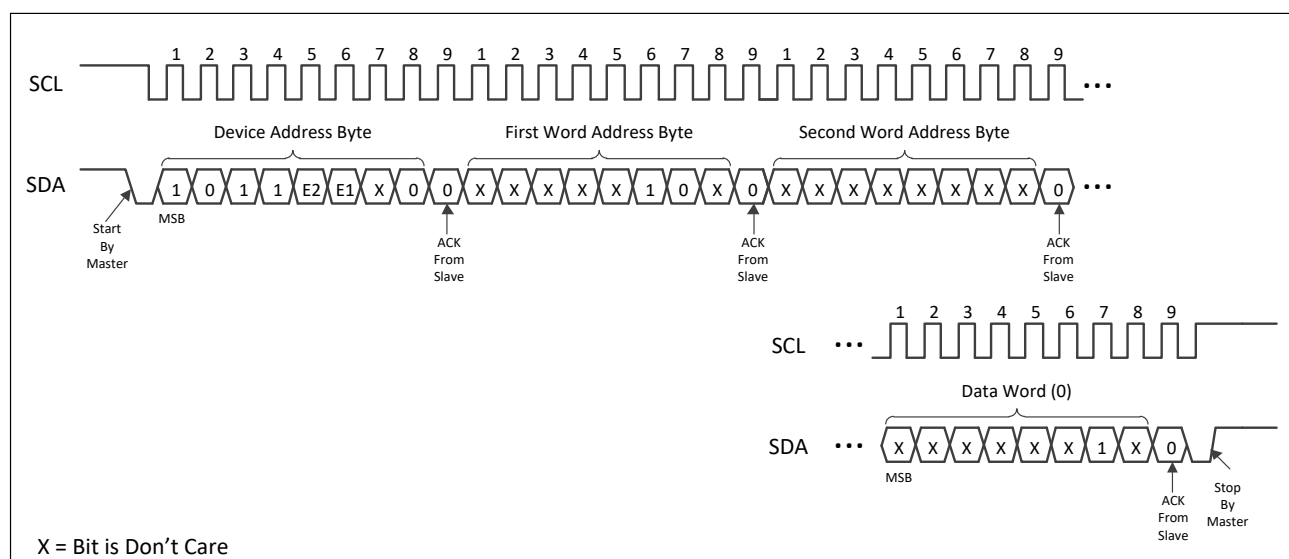 1 2 3 4 5 6 7 8 9 1 2 3 4 5 6 7 8 9 1 2 3 4 5 6 7 8 9
SCL ...
Device Address Byte First Word Address Byte Second Word Address Byte
SDA 1 0 1 1 E2 E1 X 0 0 X X X X X 1 0 X 0 X X X X X X X X 0 ...
MSB
Start
By
Master
ACK
From
Slave
ACK
From
Slave
ACK
From
Slave
1 2 3 4 5 6 7 8 9
SCL ...
Data Word (0)
SDA ... X X X X X X 1 X 0
MSB
ACK
From
Slave
Stop
By
Master
X = Bit is Don’t Care